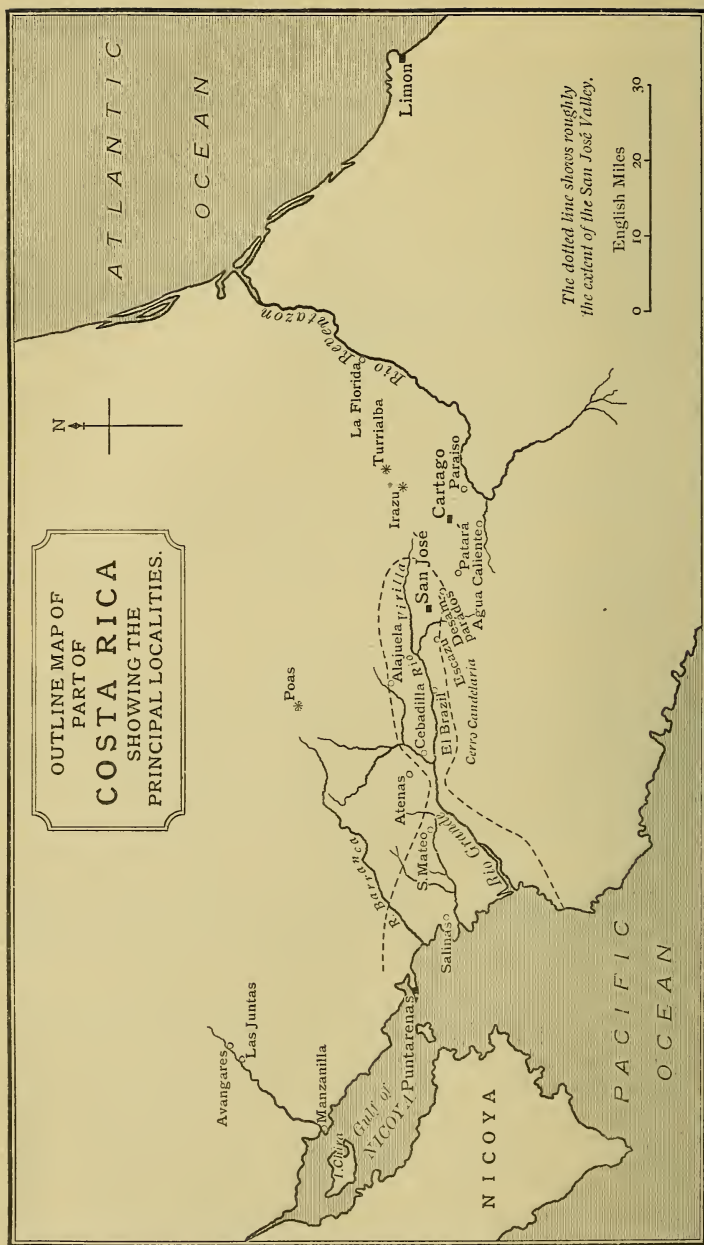 OUTLINE MAP OF
PART OF
COSTA RICA
SHOWING THE
PRINCIPAL LOCALITIES.
N
ATLANTIC
OCEAN
Limon
Rio Reventazon
La Florida
Turrialba
Irazu
Cartago
Paraiso
Patará
Agua Caliente
San José
Rio Virilla
Alajuela
Poas
Cebadilla
El Brazil
Escazu
Desamparados
Cerro Candelaria
Atenas
S. Mateo
Rio Grande
R. Barranca
Salinas
Puntarenas
Avangares
Las Juntas
Manzanilla
I. Chira
Gulf of
NICOYA
NICOYA
PACIFIC
OCEAN
The dotted line shows roughly
the extent of the San José Valley.
English Miles
0 10 20 30